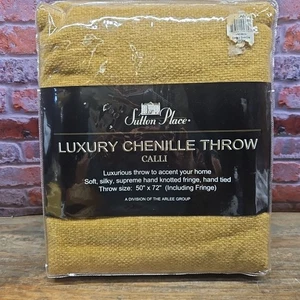 Sutton Place
LUXURY CHENILLE THROW
CALLI
Luxurious throw to accent your home
Soft, silky, supreme hand knotted fringe, hand tied
Throw size: 50" x 72" (Including Fringe)
A DIVISION OF THE ARLEE GROUP